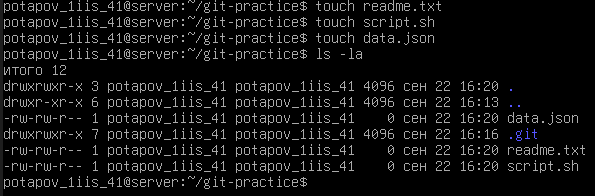 potapov_1iis_41@server:~/git-practice$ touch readme.txt
potapov_1iis_41@server:~/git-practice$ touch script.sh
potapov_1iis_41@server:~/git-practice$ touch data.json
potapov_1iis_41@server:~/git-practice$ ls -la
итого 12
drwxrwxr-x 3 potapov_1iis_41 potapov_1iis_41 4096 сен 22 16:20 .
drwxr-xr-x 6 potapov_1iis_41 potapov_1iis_41 4096 сен 22 16:13 ..
-rw-rw-r-- 1 potapov_1iis_41 potapov_1iis_41    0 сен 22 16:20 data.json
drwxrwxr-x 7 potapov_1iis_41 potapov_1iis_41 4096 сен 22 16:16 .git
-rw-rw-r-- 1 potapov_1iis_41 potapov_1iis_41    0 сен 22 16:20 readme.txt
-rw-rw-r-- 1 potapov_1iis_41 potapov_1iis_41    0 сен 22 16:20 script.sh
potapov_1iis_41@server:~/git-practice$